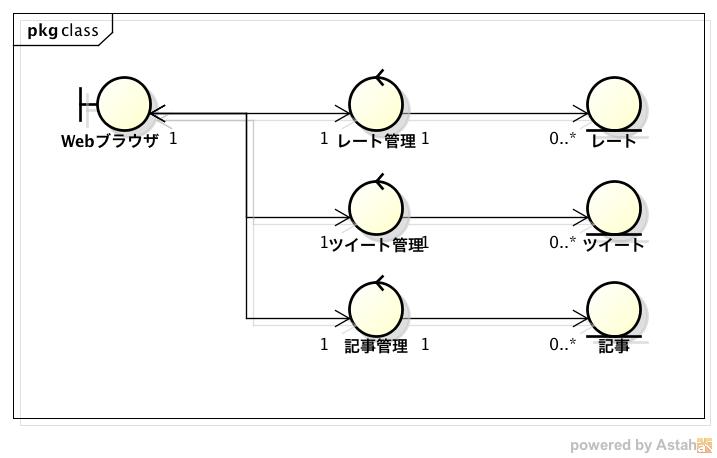 pkg class
Webブラウザ 1
1 レート管理 1
0..* レート
1 ツイート管理 1
0..* ツイート
1 記事管理 1
0..* 記事
powered by Astah